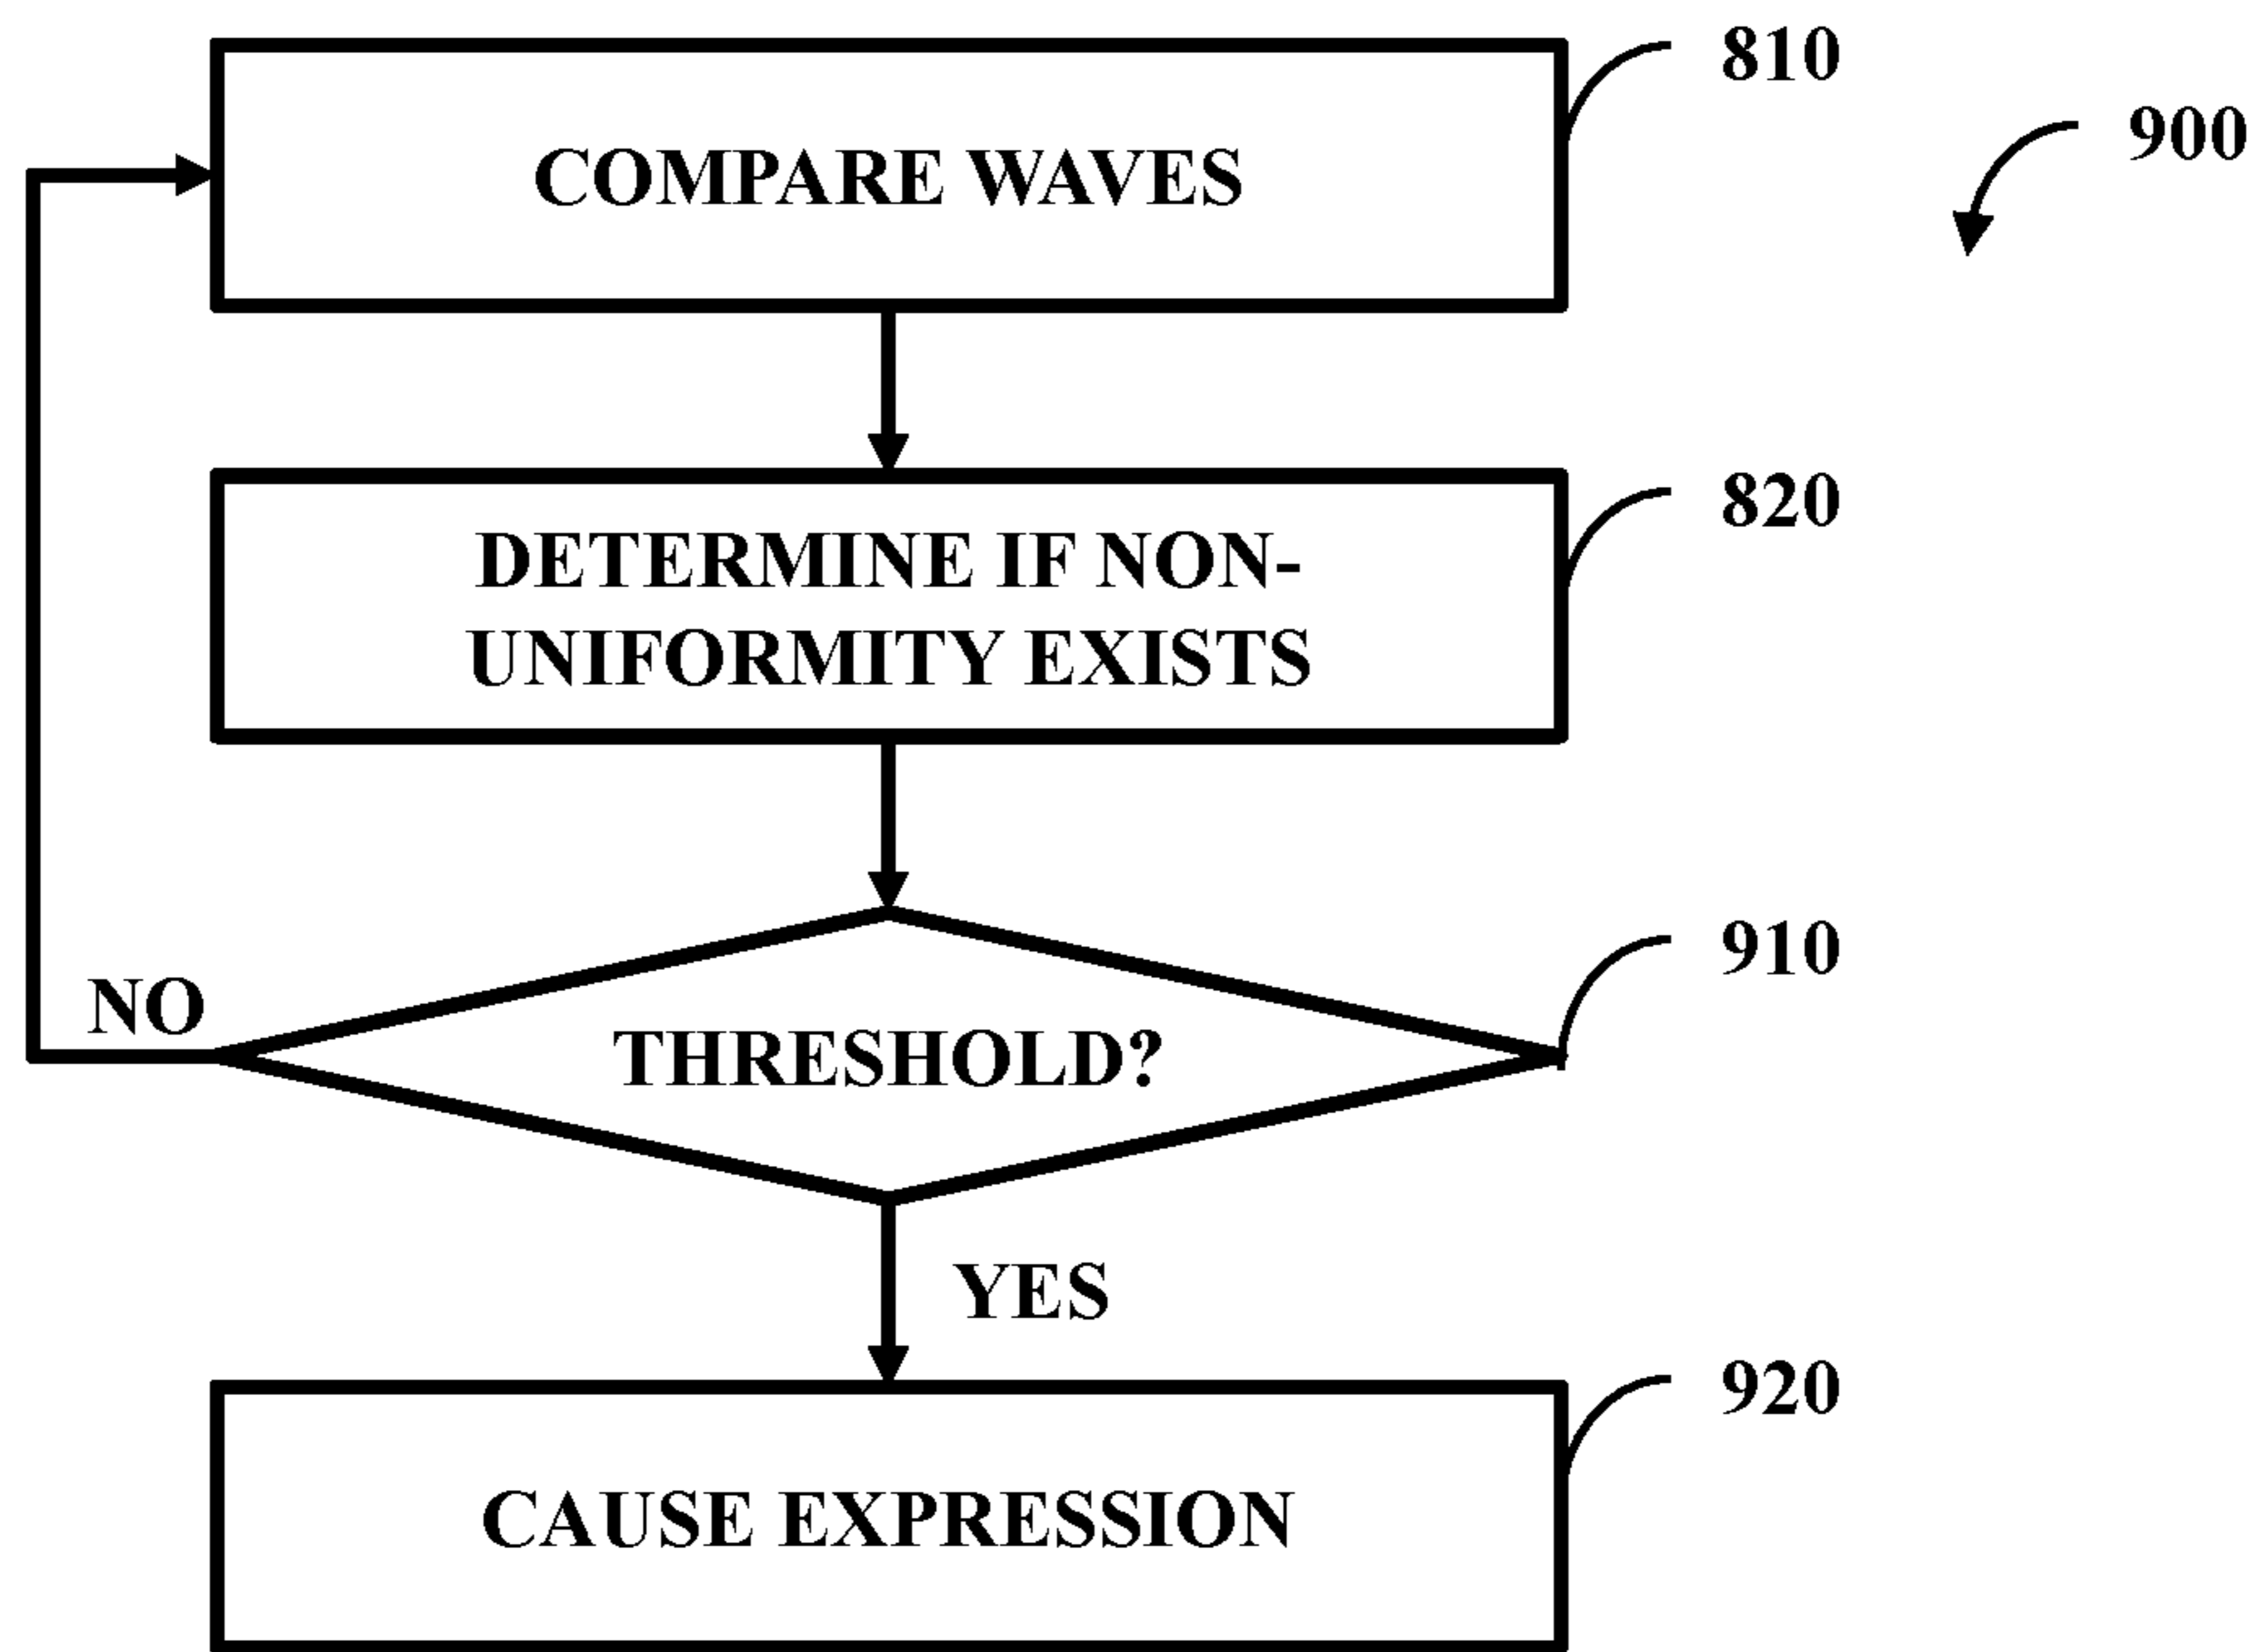 810
900
COMPARE WAVES
820
DETERMINE IF NON-
UNIFORMITY EXISTS
910
NO
THRESHOLD?
YES
920
CAUSE EXPRESSION